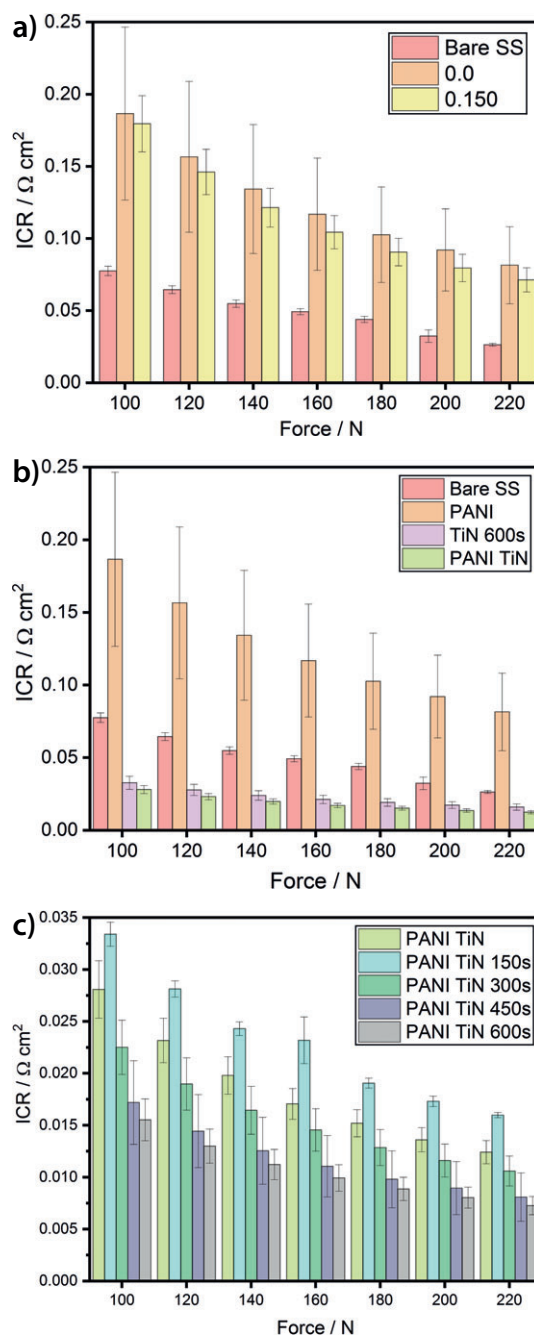 a)
0.25
0.20
0.15
0.10
0.05
0.00
ICR / Ω cm²
Bare SS
0.0
0.150
100 120 140 160 180 200 220
Force / N
b)
0.25
0.20
0.15
0.10
0.05
0.00
ICR / Ω cm²
Bare SS
PANI
TiN 600s
PANI TiN
100 120 140 160 180 200 220
Force / N
c)
0.035
0.030
0.025
0.020
0.015
0.010
0.005
0.000
ICR / Ω cm²
PANI TiN
PANI TiN 150s
PANI TiN 300s
PANI TiN 450s
PANI TiN 600s
100 120 140 160 180 200 220
Force / N